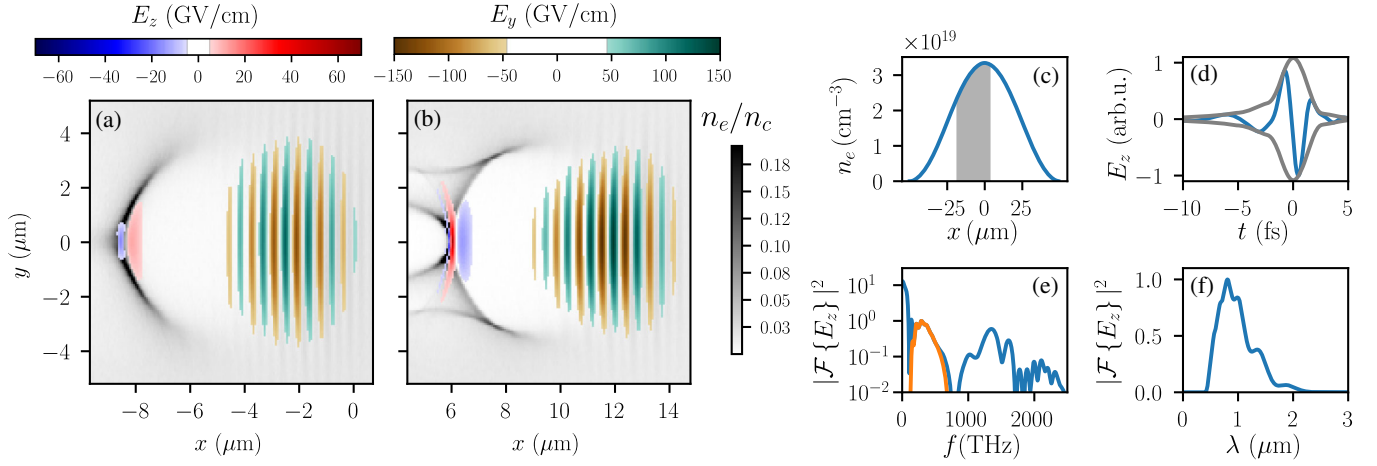 E_z (GV/cm)
−60 −40 −20 0 20 40 60
E_y (GV/cm)
−150 −100 −50 0 50 100 150
(a)
y (μm)
4
2
0
−2
−4
−8 −6 −4 −2 0
x (μm)
(b)
6 8 10 12 14
x (μm)
n_e/n_c
0.18
0.15
0.12
0.10
0.08
0.05
0.03
×10^19
(c)
n_e (cm^−3)
3
2
1
0
−25 0 25
x (μm)
(d)
E_z (arb.u.)
1
0
−1
−10 −5 0 5
t (fs)
(e)
|F{E_z}|^2
10^1
10^0
10^−1
10^−2
0 1000 2000
f(THz)
(f)
|F{E_z}|^2
1.0
0.5
0.0
0 1 2 3
λ (μm)